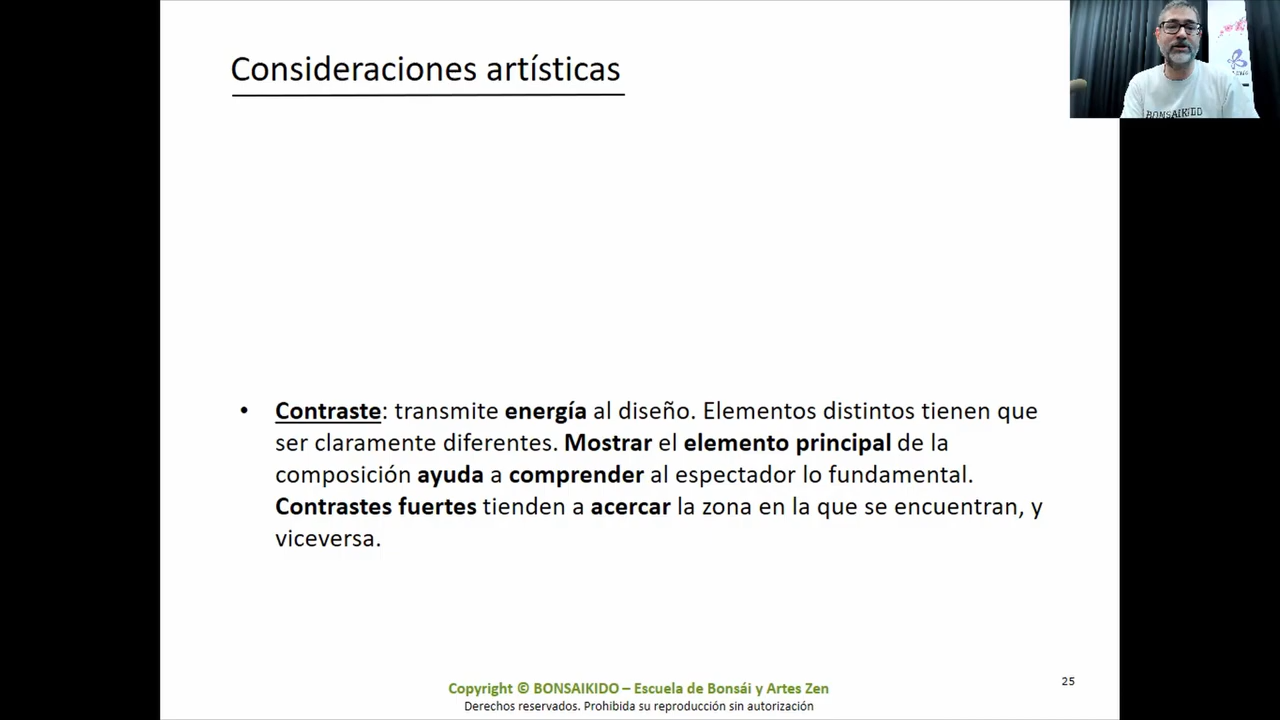 Consideraciones artísticas
• Contraste: transmite energía al diseño. Elementos distintos tienen que
ser claramente diferentes. Mostrar el elemento principal de la
composición ayuda a comprender al espectador lo fundamental.
Contrastes fuertes tienden a acercar la zona en la que se encuentran, y
viceversa.
Copyright © BONSAIKIDO – Escuela de Bonsái y Artes Zen
Derechos reservados. Prohibida su reproducción sin autorización
25
BONSAIKIDO